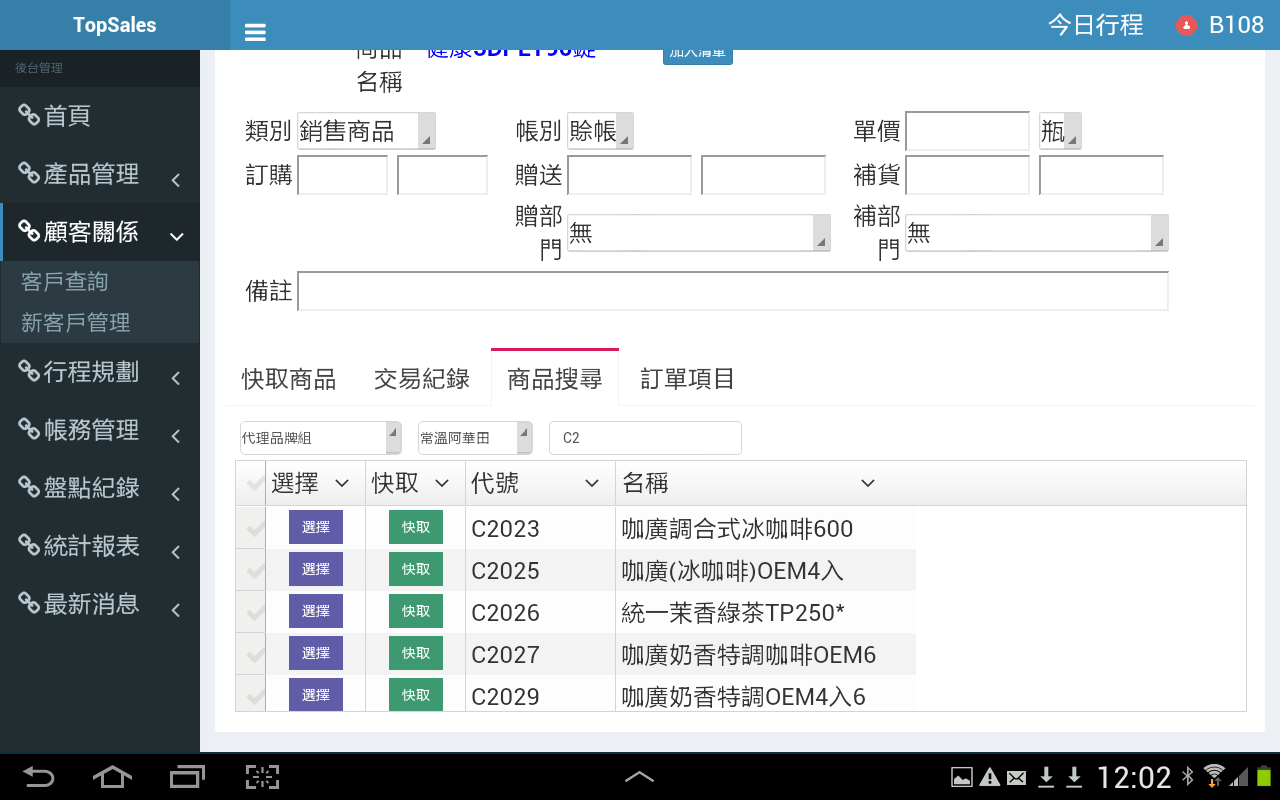 TopSales
今日行程
B108
後台管理
首頁
產品管理
顧客關係
客戶查詢
新客戶管理
行程規劃
帳務管理
盤點紀錄
統計報表
最新消息
商品
名稱
加入清單
類別 銷售商品
帳別 賒帳
單價 瓶
訂購
贈送
補貨
贈部
門 無
補部
門 無
備註
快取商品 交易紀錄 商品搜尋 訂單項目
代理品牌組 常溫阿華田 C2
選擇 快取 代號 名稱
選擇 快取 C2023 咖廣調合式冰咖啡600
選擇 快取 C2025 咖廣(冰咖啡)OEM4入
選擇 快取 C2026 統一茉香綠茶TP250*
選擇 快取 C2027 咖廣奶香特調咖啡OEM6
選擇 快取 C2029 咖廣奶香特調OEM4入6
12:02